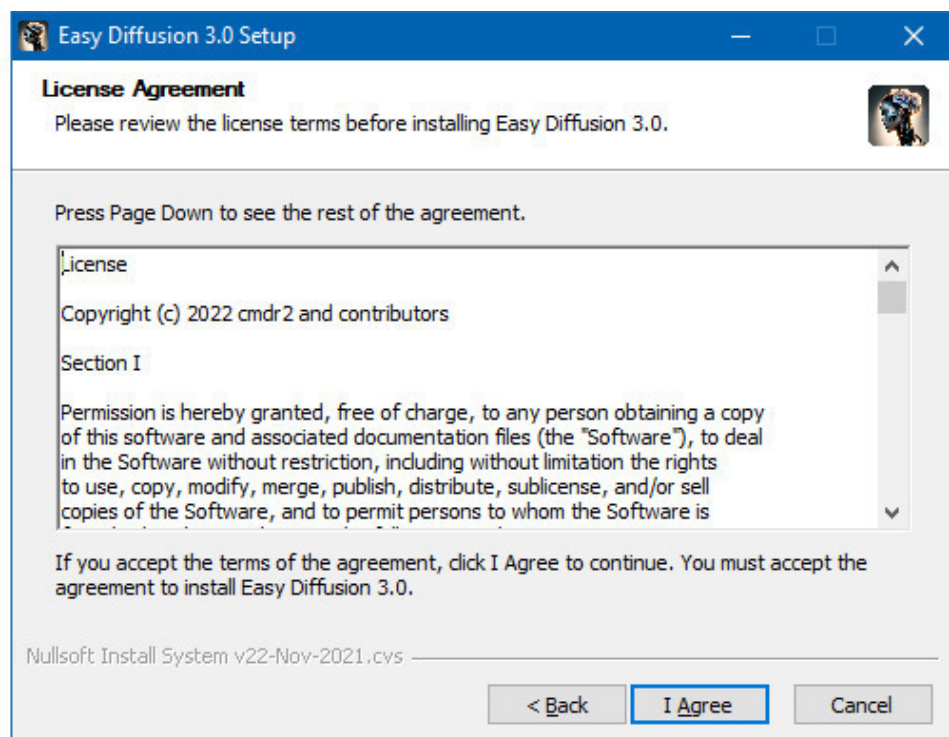 Easy Diffusion 3.0 Setup
License Agreement
Please review the license terms before installing Easy Diffusion 3.0.
Press Page Down to see the rest of the agreement.
License
Copyright (c) 2022 cmdr2 and contributors
Section I
Permission is hereby granted, free of charge, to any person obtaining a copy
of this software and associated documentation files (the "Software"), to deal
in the Software without restriction, including without limitation the rights
to use, copy, modify, merge, publish, distribute, sublicense, and/or sell
copies of the Software, and to permit persons to whom the Software is
If you accept the terms of the agreement, click I Agree to continue. You must accept the
agreement to install Easy Diffusion 3.0.
Nullsoft Install System v22-Nov-2021.cvs
< Back
I Agree
Cancel